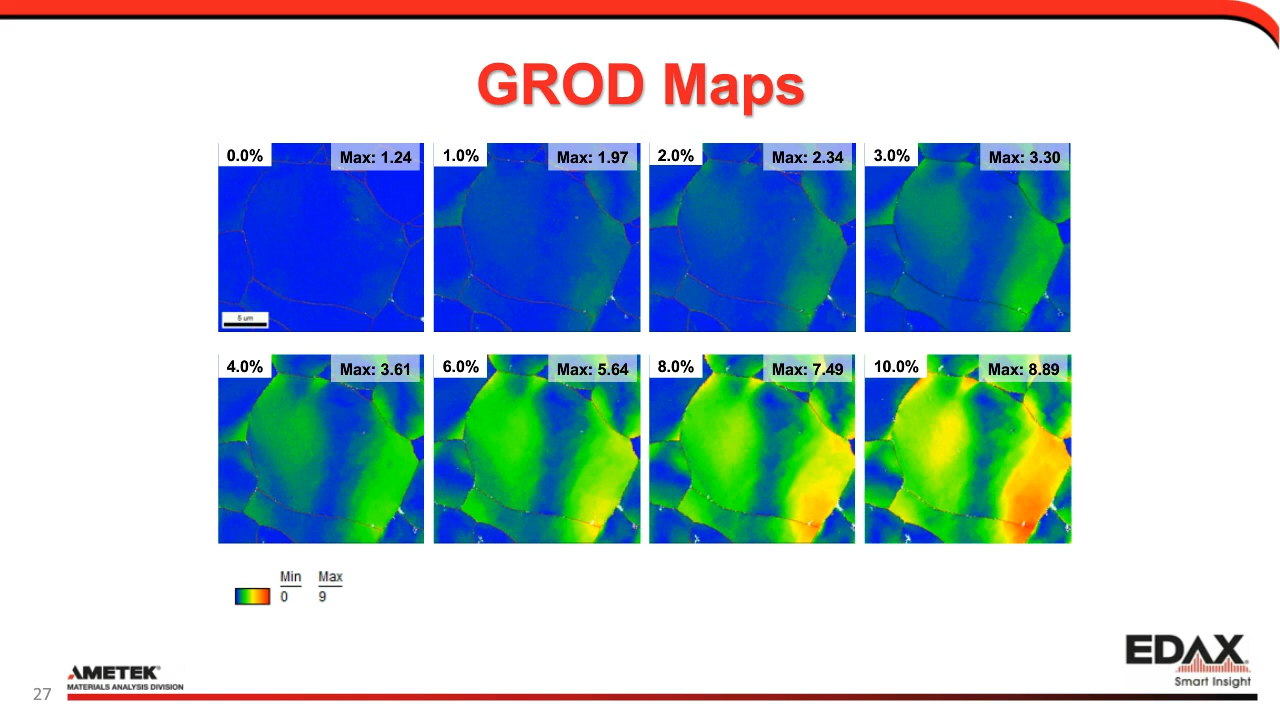 GROD Maps
0.0% Max: 1.24 1.0% Max: 1.97 2.0% Max: 2.34 3.0% Max: 3.30
5 um
4.0% Max: 3.61 6.0% Max: 5.64 8.0% Max: 7.49 10.0% Max: 8.89
Min Max
0 9
EDAX
Smart Insight
AMETEK®
MATERIALS ANALYSIS DIVISION
27